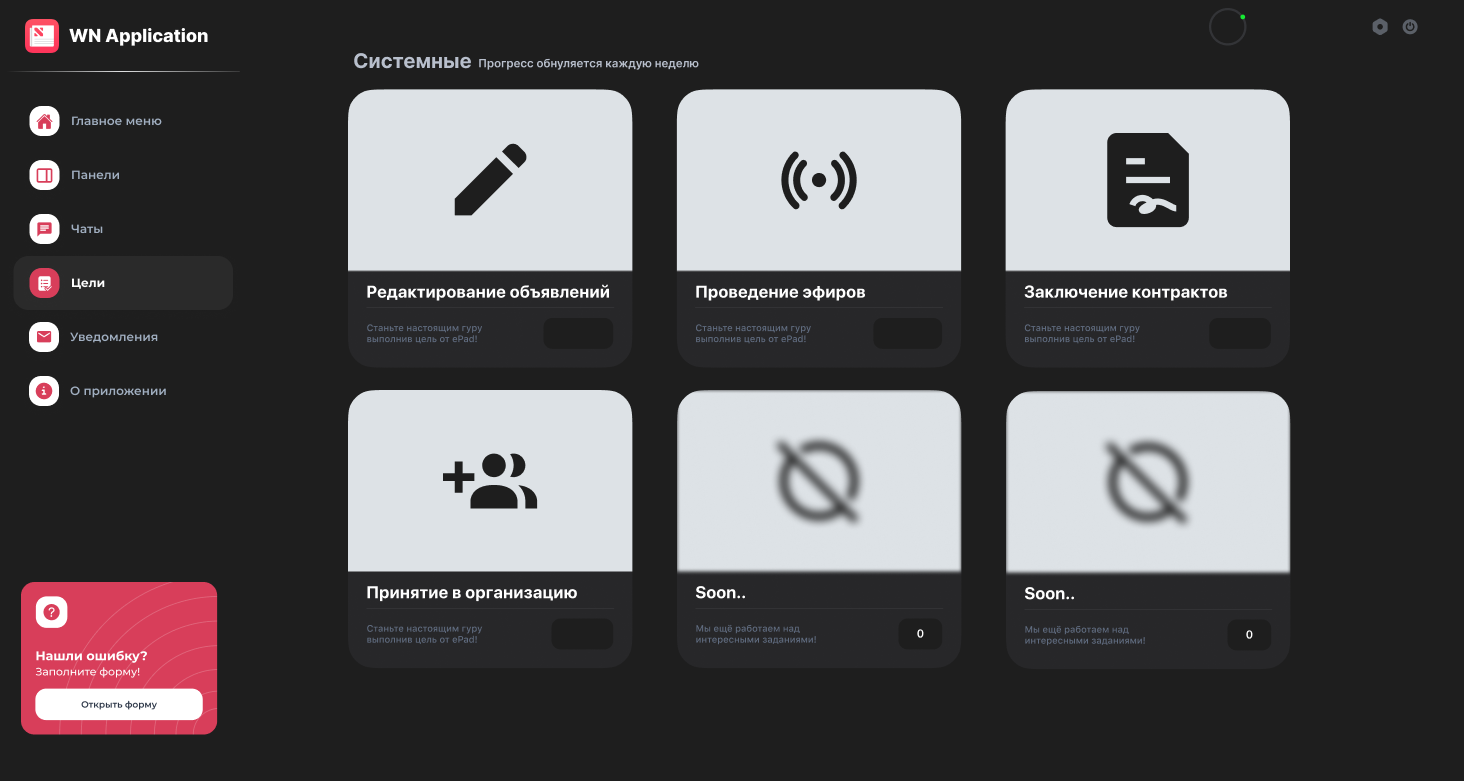 WN Application
Главное меню
Панели
Чаты
Цели
Уведомления
О приложении
Нашли ошибку?
Заполните форму!
Открыть форму
Системные Прогресс обнуляется каждую неделю
Редактирование объявлений
Станьте настоящим гуру
выполнив цель от ePad!
Проведение эфиров
Станьте настоящим гуру
выполнив цель от ePad!
Заключение контрактов
Станьте настоящим гуру
выполнив цель от ePad!
Принятие в организацию
Станьте настоящим гуру
выполнив цель от ePad!
Soon..
Мы ещё работаем над
интересными заданиями!
0
Soon..
Мы ещё работаем над
интересными заданиями!
0